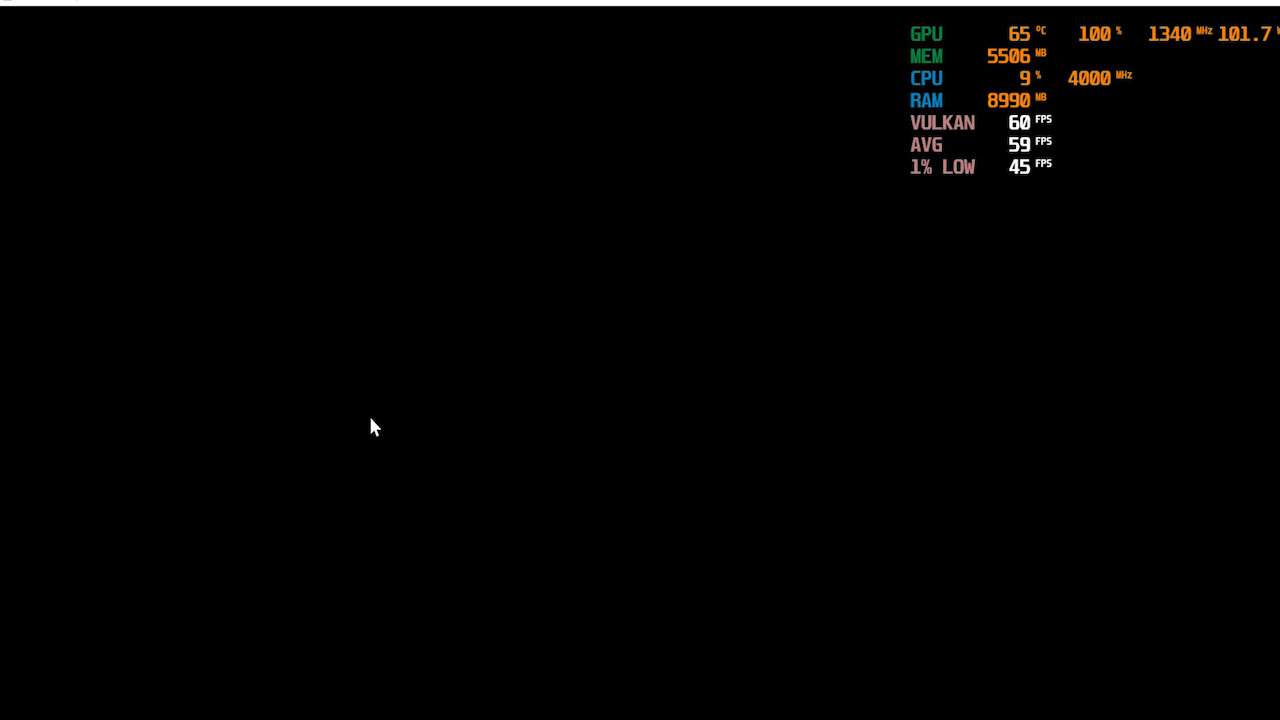 GPU 65 °C 100 % 1340 MHz 101.7
MEM 5506 MB
CPU 9 % 4000 MHz
RAM 8990 MB
VULKAN 60 FPS
AVG 59 FPS
1% LOW 45 FPS